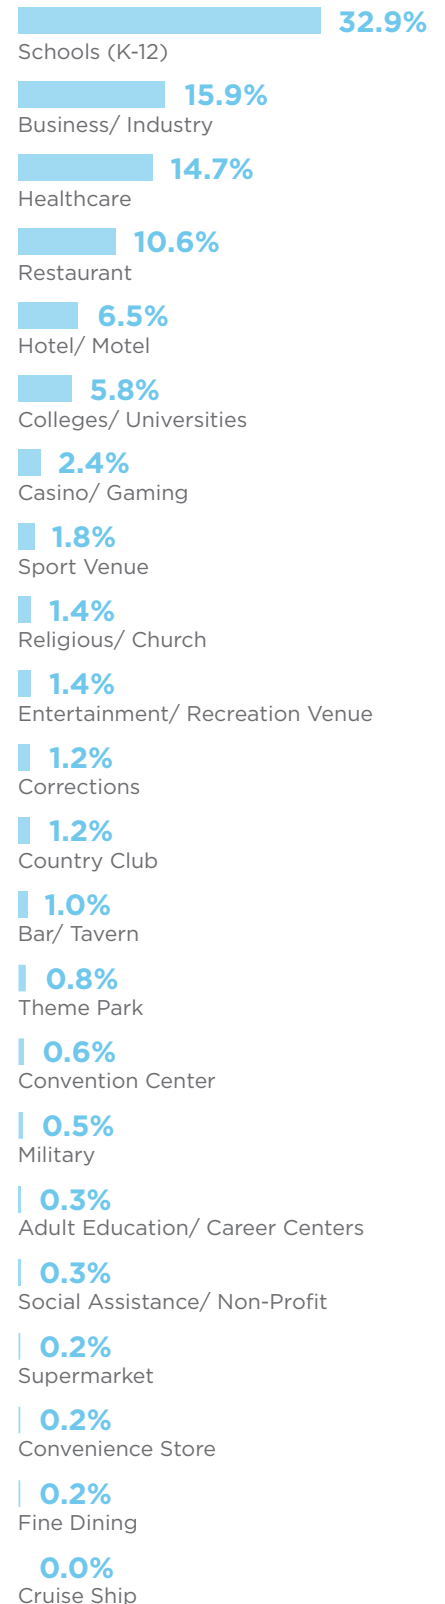 32.9%
Schools (K-12)
15.9%
Business/ Industry
14.7%
Healthcare
10.6%
Restaurant
6.5%
Hotel/ Motel
5.8%
Colleges/ Universities
2.4%
Casino/ Gaming
1.8%
Sport Venue
1.4%
Religious/ Church
1.4%
Entertainment/ Recreation Venue
1.2%
Corrections
1.2%
Country Club
1.0%
Bar/ Tavern
0.8%
Theme Park
0.6%
Convention Center
0.5%
Military
0.3%
Adult Education/ Career Centers
0.3%
Social Assistance/ Non-Profit
0.2%
Supermarket
0.2%
Convenience Store
0.2%
Fine Dining
0.0%
Cruise Ship